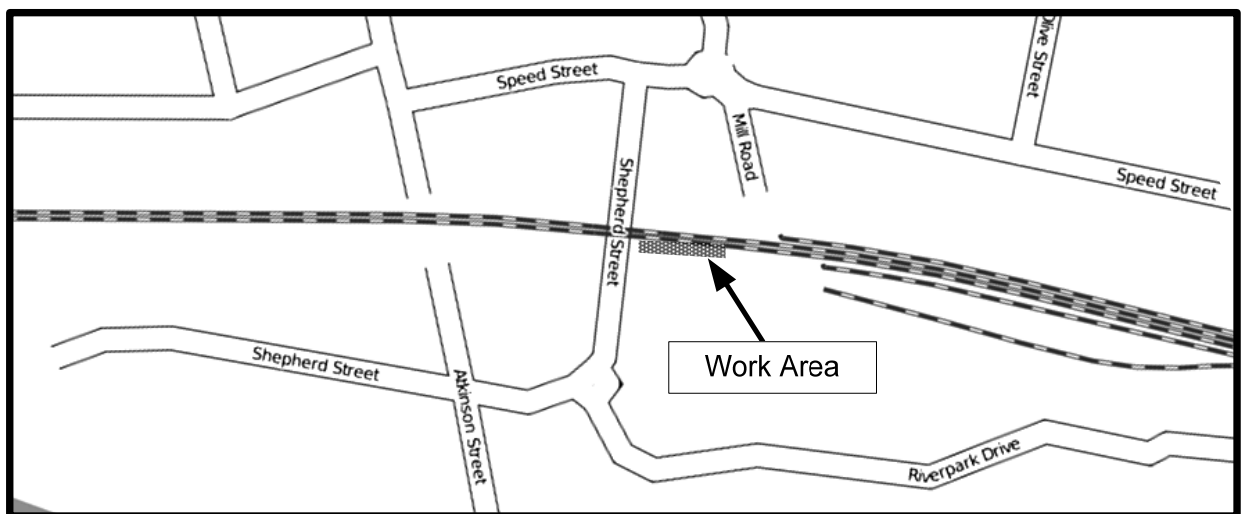 Speed Street
Olive Street
Mill Road
Shepherd Street
Speed Street
Work Area
Shepherd Street
Atkinson Street
Riverpark Drive